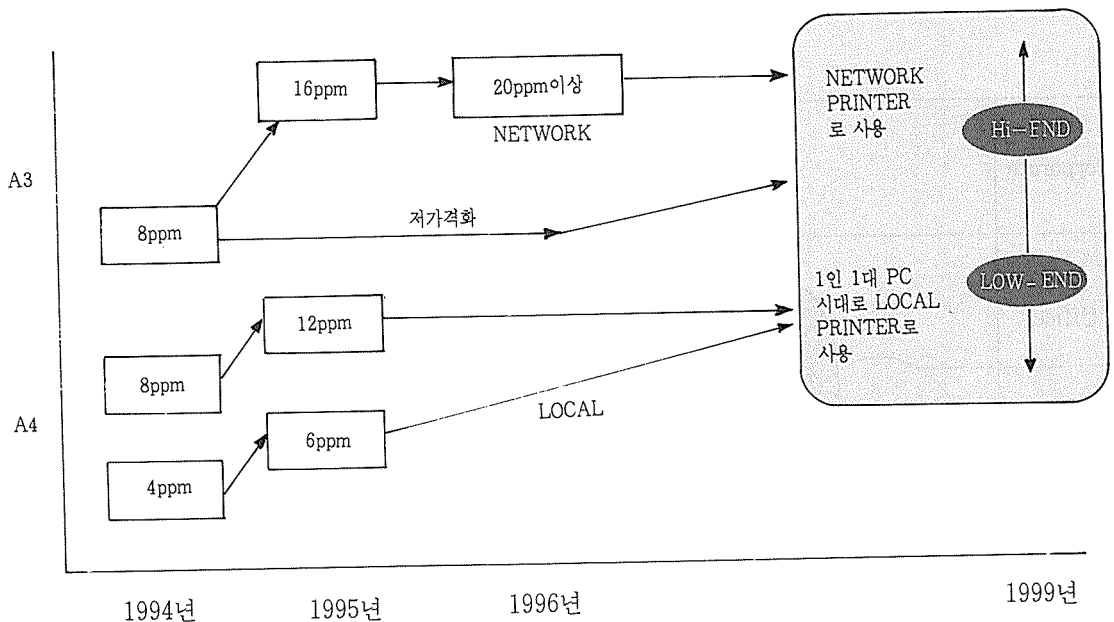 16ppm
20ppm이상
NETWORK
NETWORK
PRINTER
로 사용
Hi-END
A3
8ppm
저가격화
1인 1대 PC
시대로 LOCAL
PRINTER로
사용
LOW-END
12ppm
8ppm
A4
LOCAL
6ppm
4ppm
1994년
1995년
1996년
1999년